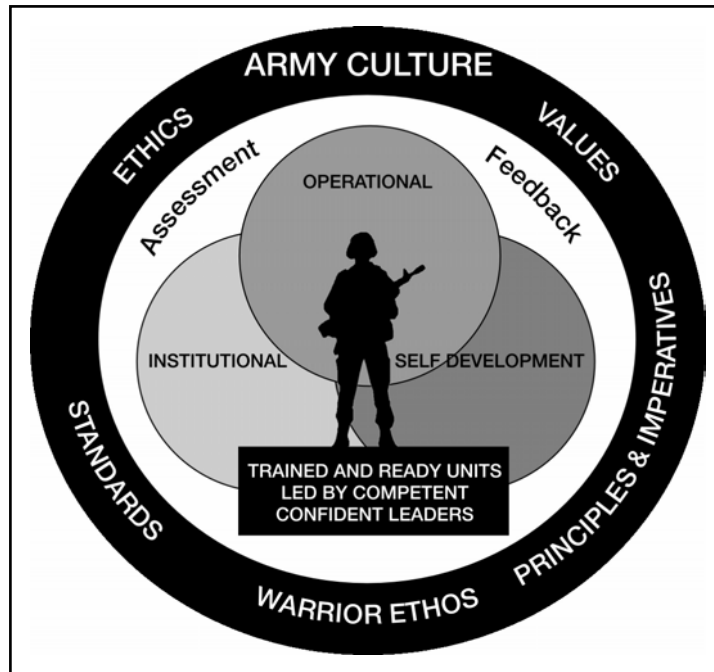 ARMY CULTURE
ETHICS
VALUES
Assessment
Feedback
OPERATIONAL
INSTITUTIONAL
SELF DEVELOPMENT
STANDARDS
PRINCIPLES & IMPERATIVES
TRAINED AND READY UNITS
LED BY COMPETENT
CONFIDENT LEADERS
WARRIOR ETHOS